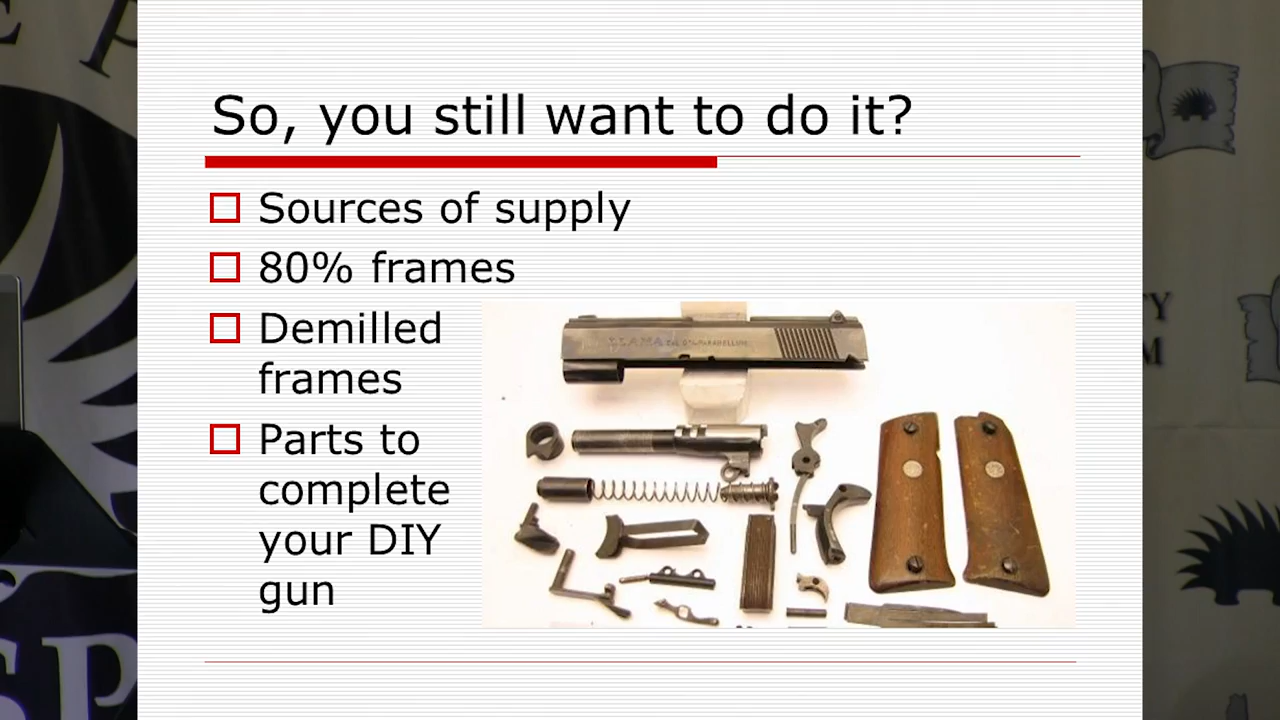 So, you still want to do it?
Sources of supply
80% frames
Demilled
frames
Parts to
complete
your DIY
gun
LLAMA